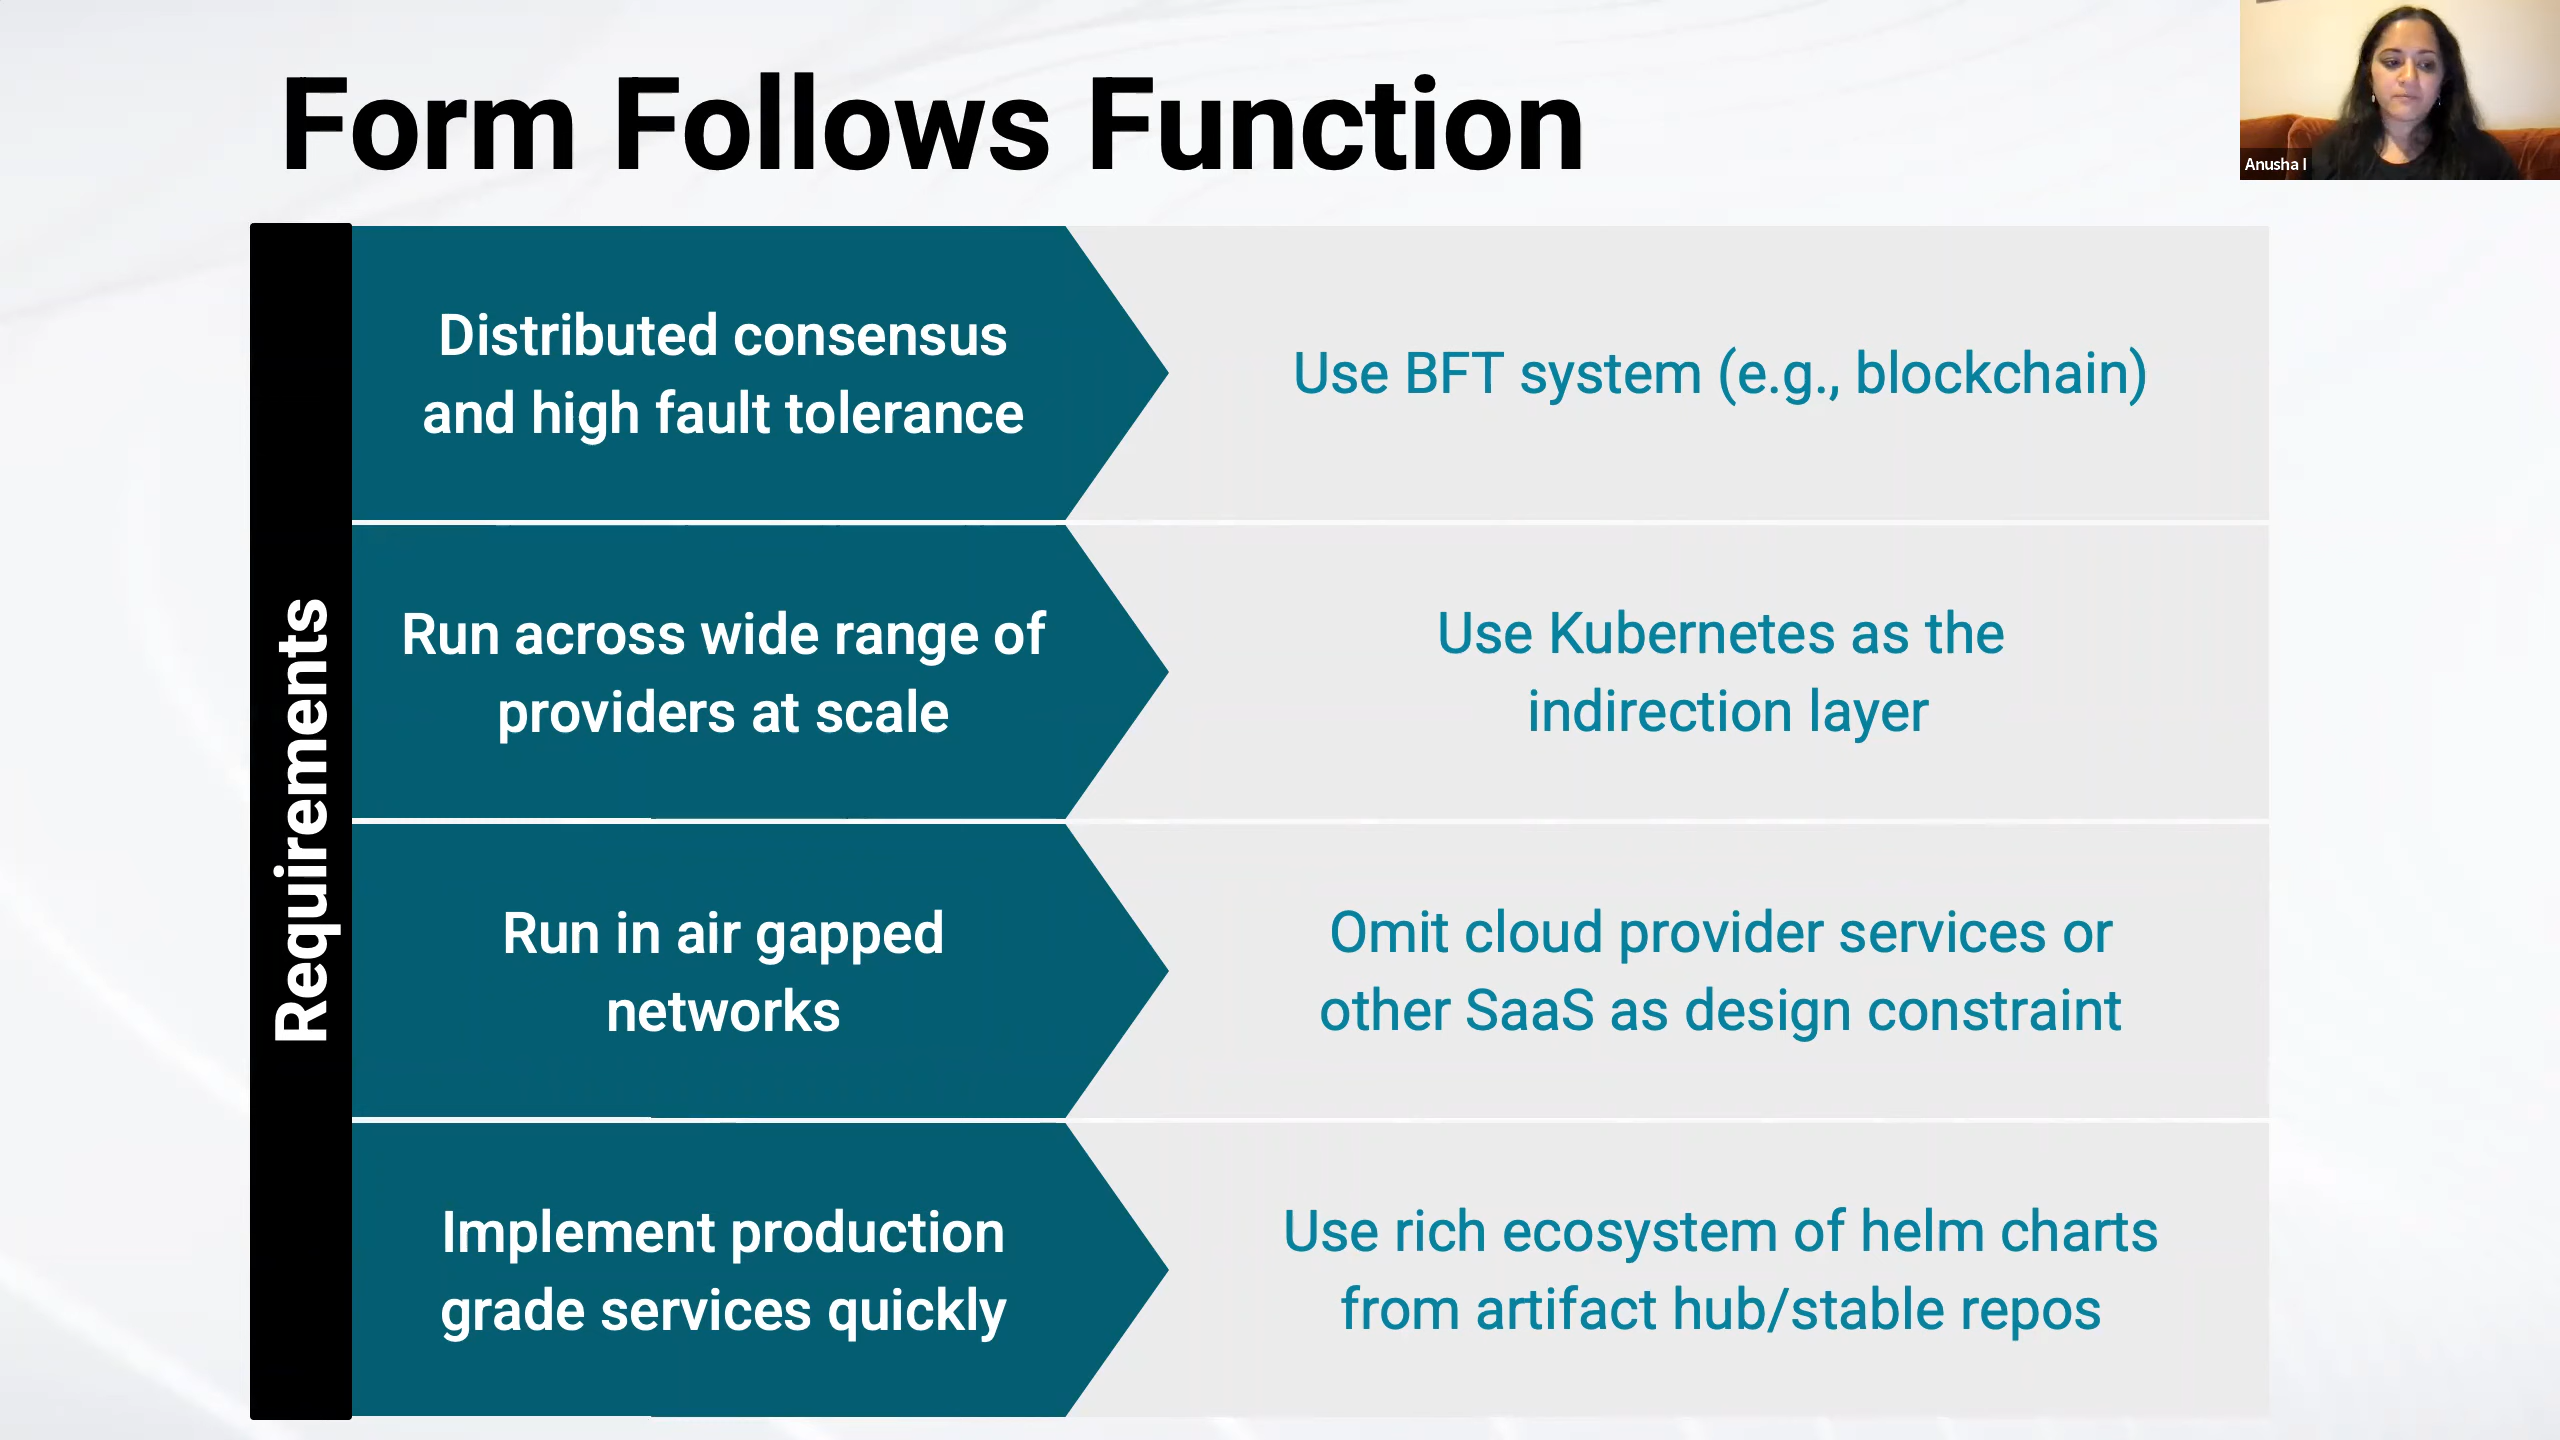 Form Follows Function
Anusha I
Requirements
Distributed consensus
and high fault tolerance
Use BFT system (e.g., blockchain)
Run across wide range of
providers at scale
Use Kubernetes as the
indirection layer
Run in air gapped
networks
Omit cloud provider services or
other SaaS as design constraint
Implement production
grade services quickly
Use rich ecosystem of helm charts
from artifact hub/stable repos